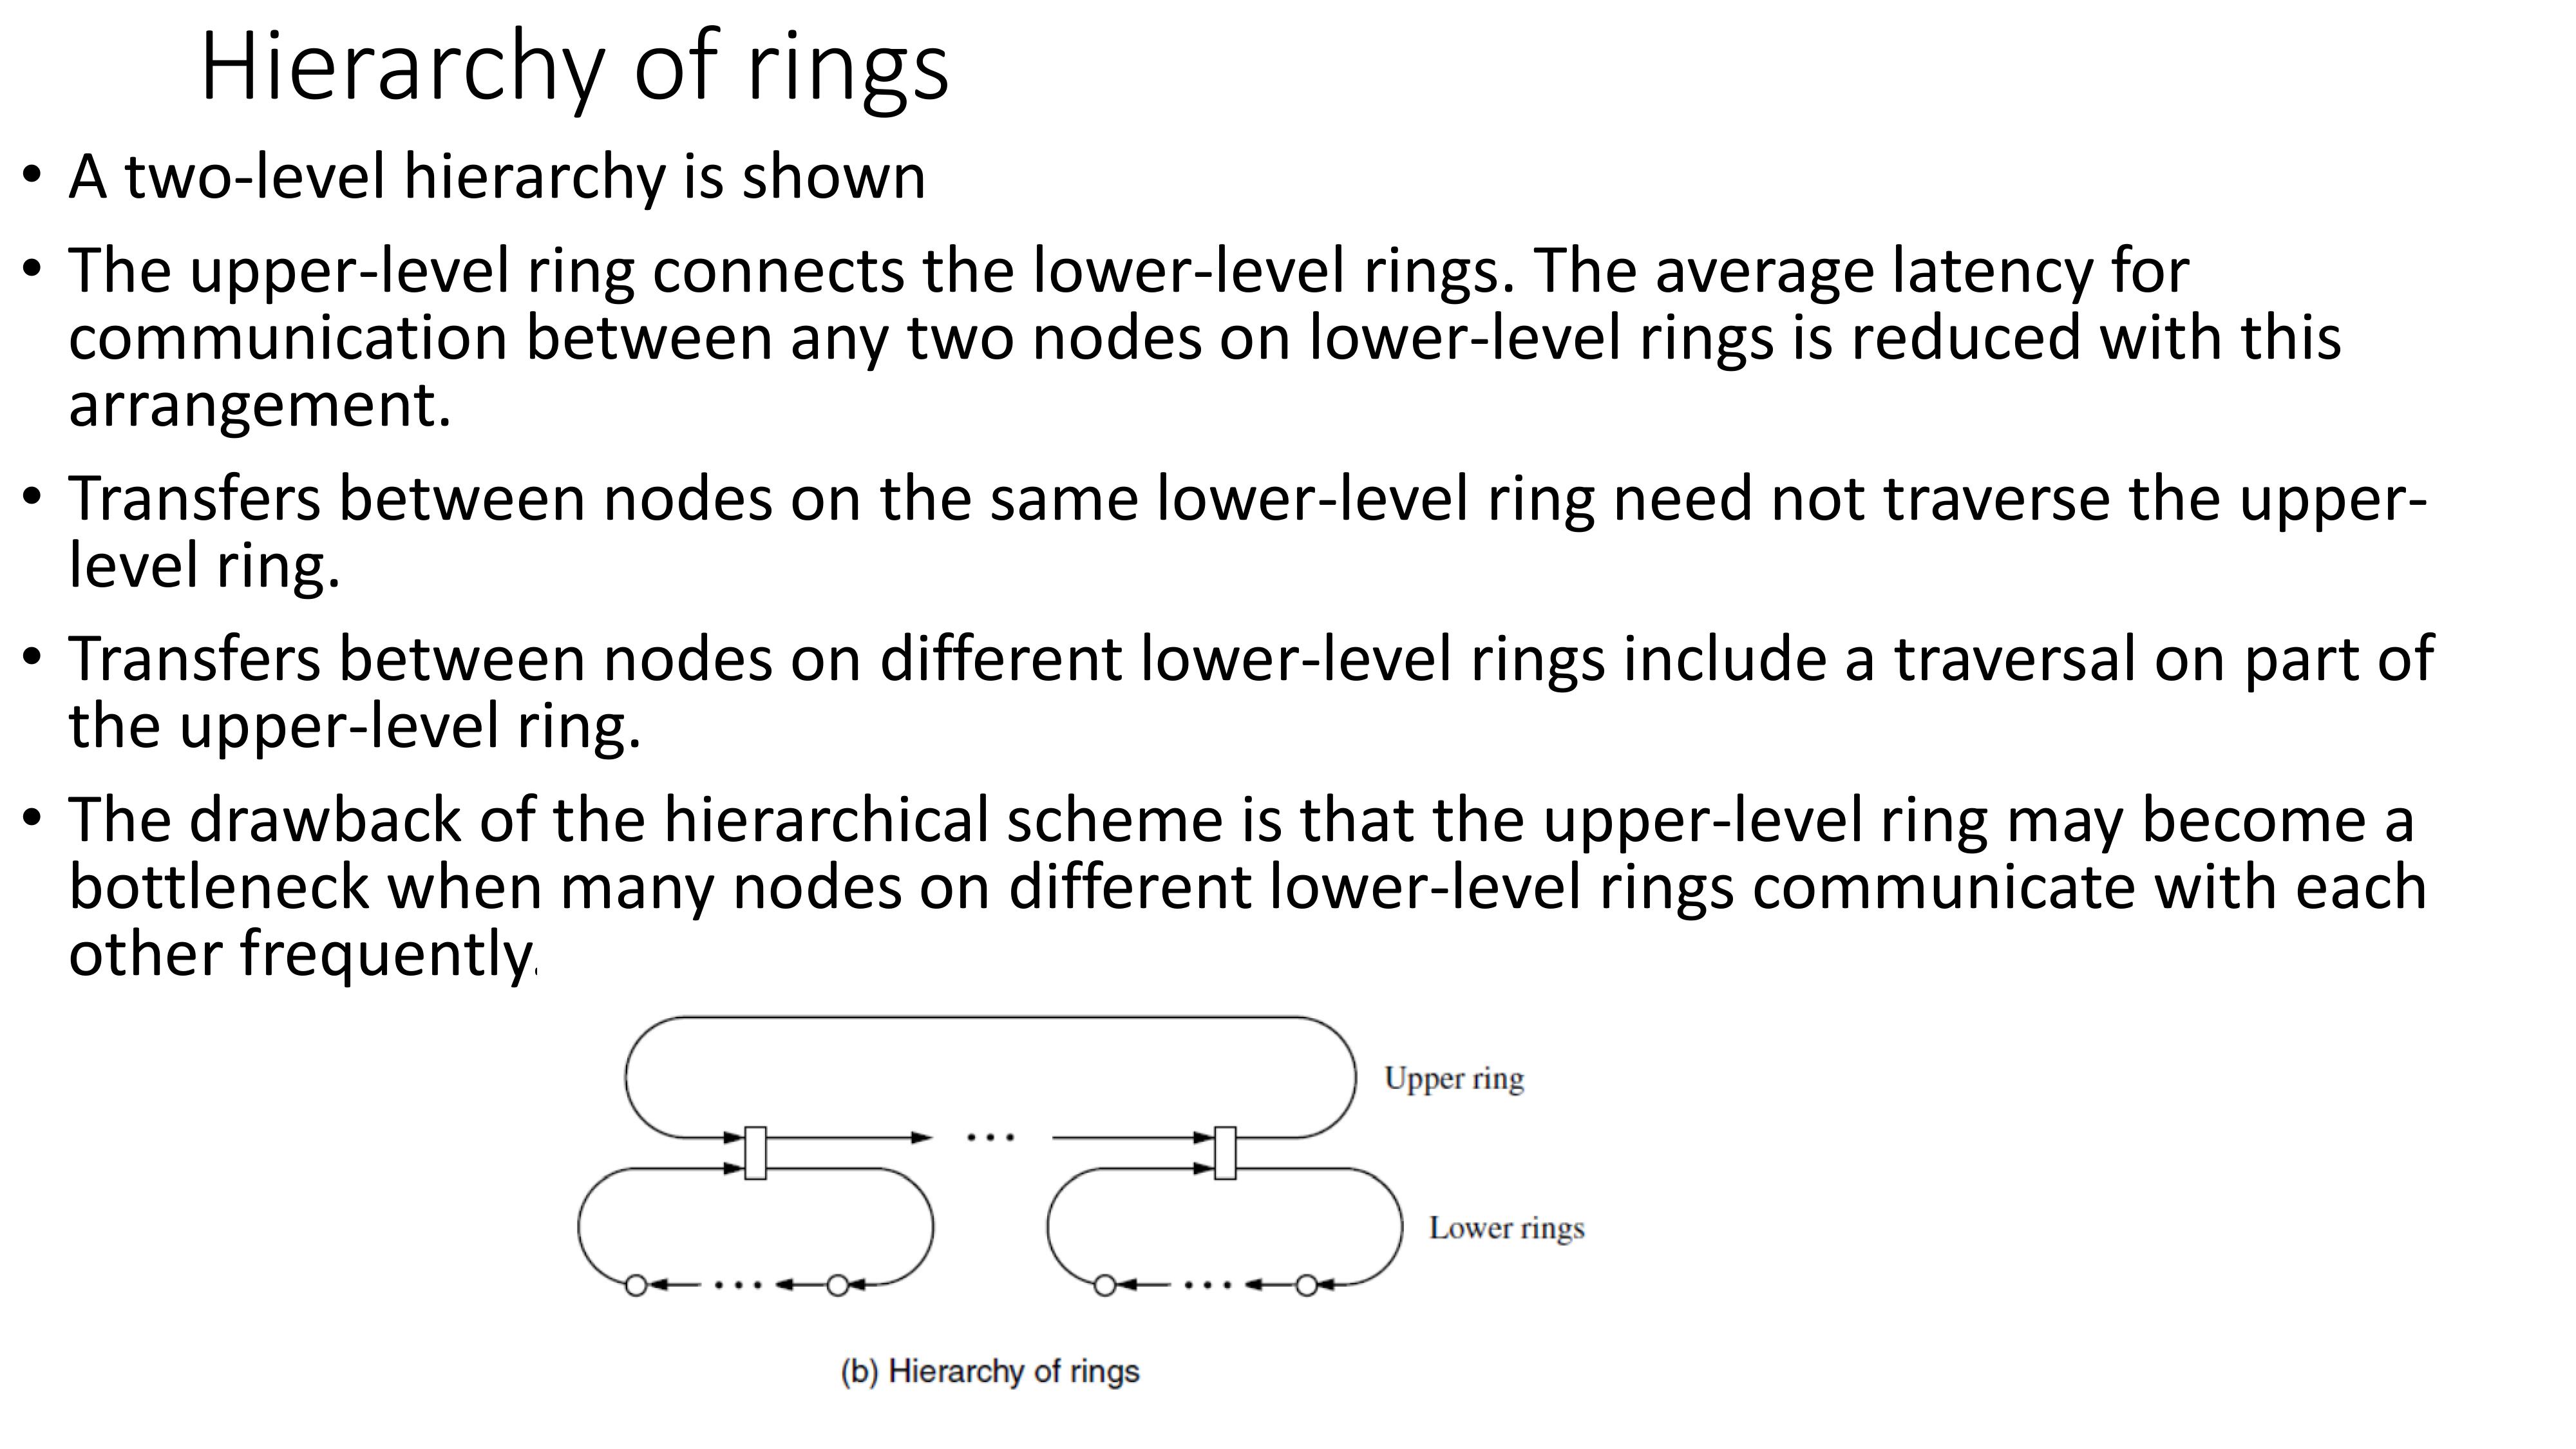 Hierarchy of rings
• A two-level hierarchy is shown
• The upper-level ring connects the lower-level rings. The average latency for
communication between any two nodes on lower-level rings is reduced with this
arrangement.
• Transfers between nodes on the same lower-level ring need not traverse the upper-
level ring.
• Transfers between nodes on different lower-level rings include a traversal on part of
the upper-level ring.
• The drawback of the hierarchical scheme is that the upper-level ring may become a
bottleneck when many nodes on different lower-level rings communicate with each
other frequently.
Upper ring
Lower rings
(b) Hierarchy of rings